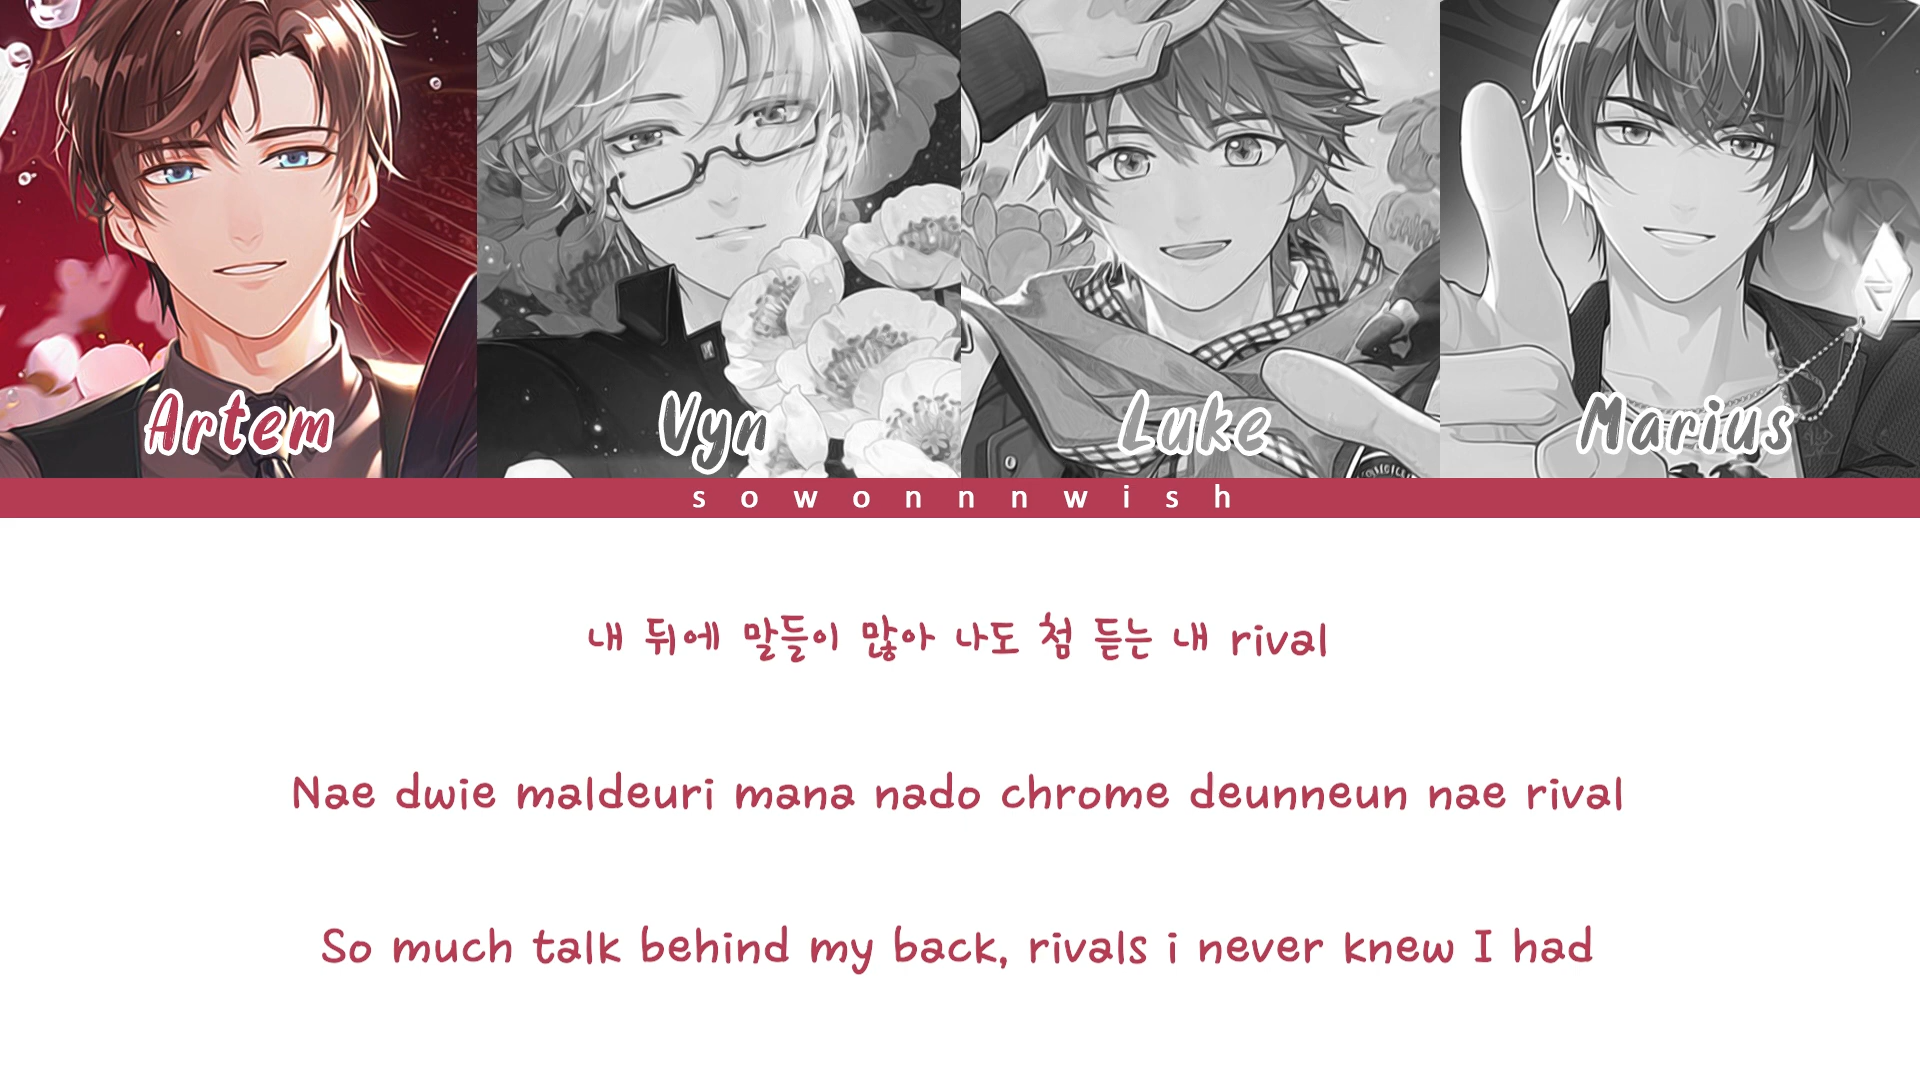 Artem
Vyn
Luke
Marius
sowonnnwish
내 뒤에 말들이 많아 나도 첨 듣는 내 rival
Nae dwie maldeuri mana nado chrome deunneun nae rival
So much talk behind my back, rivals i never knew I had